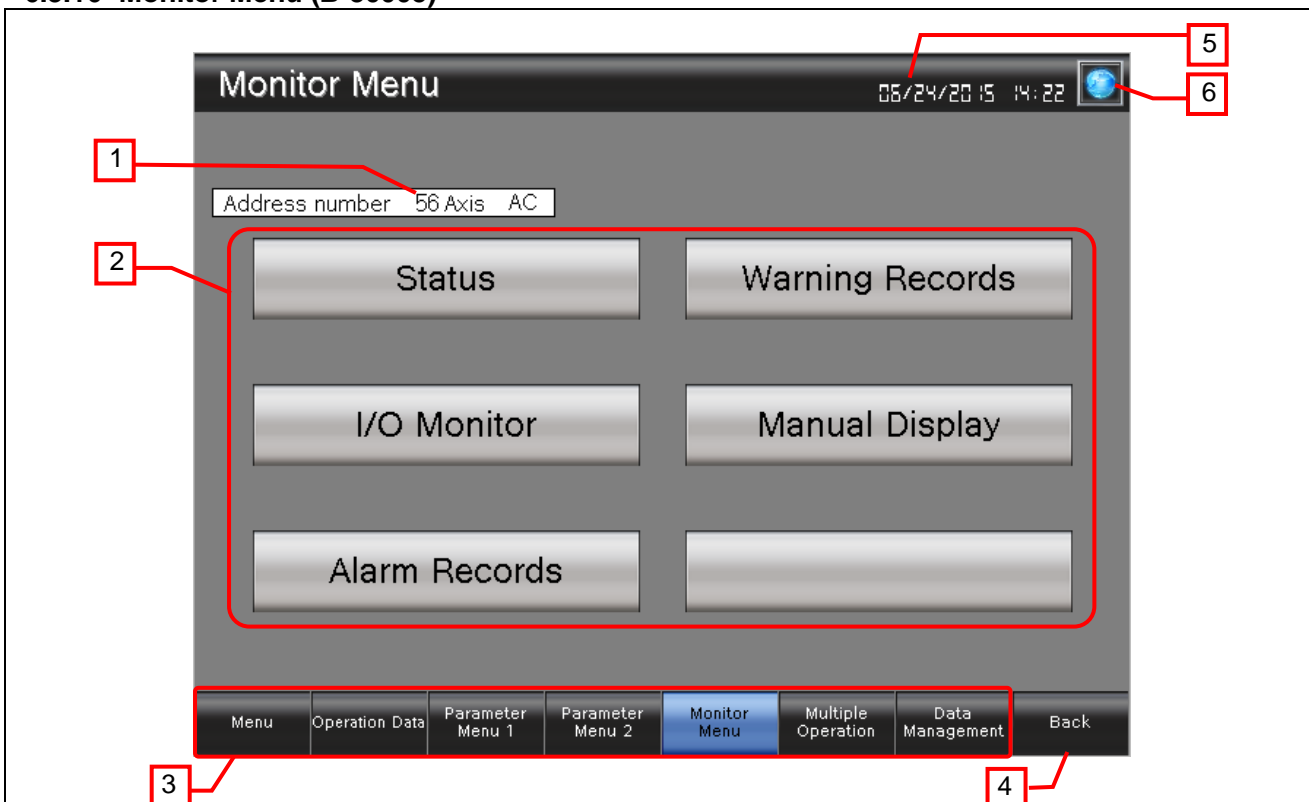 5
Monitor Menu
06/24/2015 14:22
6
1
Address number 56 Axis AC
2
Status
Warning Records
I/O Monitor
Manual Display
Alarm Records
Menu
Operation Data
Parameter
Menu 1
Parameter
Menu 2
Monitor
Menu
Multiple
Operation
Data
Management
Back
3
4